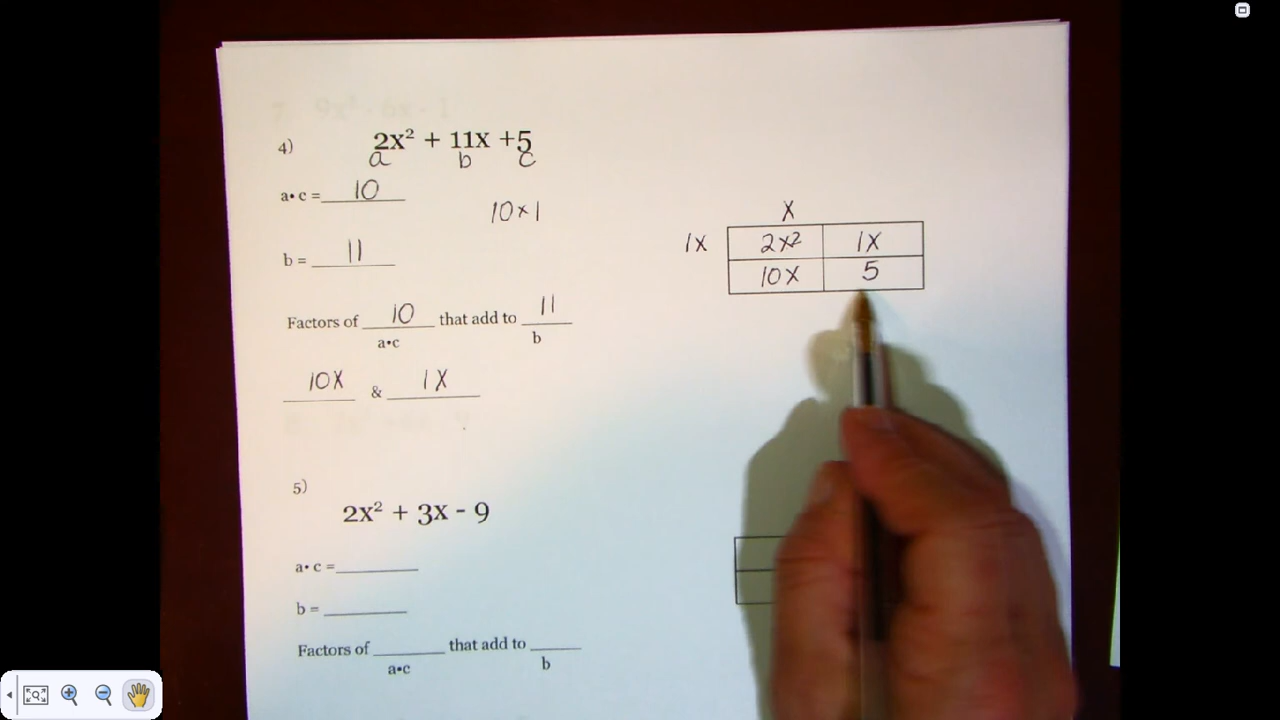 4) 2x² + 11x +5
a b c
a•c = 10
10 × 1
b = 11
Factors of 10 that add to 11
a•c b
10X & 1X
X
1X 2X² 1X
10X 5
5)
2x² + 3x - 9
a•c =
b =
Factors of that add to
a•c b